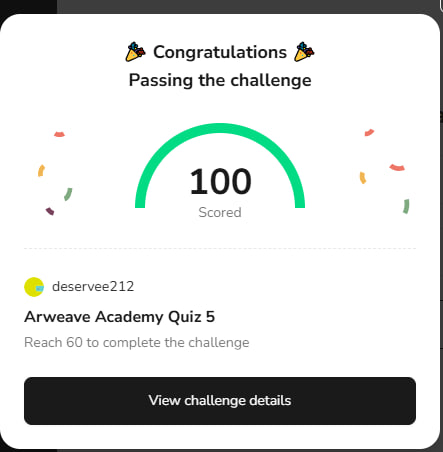 Congratulations
Passing the challenge
100
Scored
deservee212
Arweave Academy Quiz 5
Reach 60 to complete the challenge
View challenge details